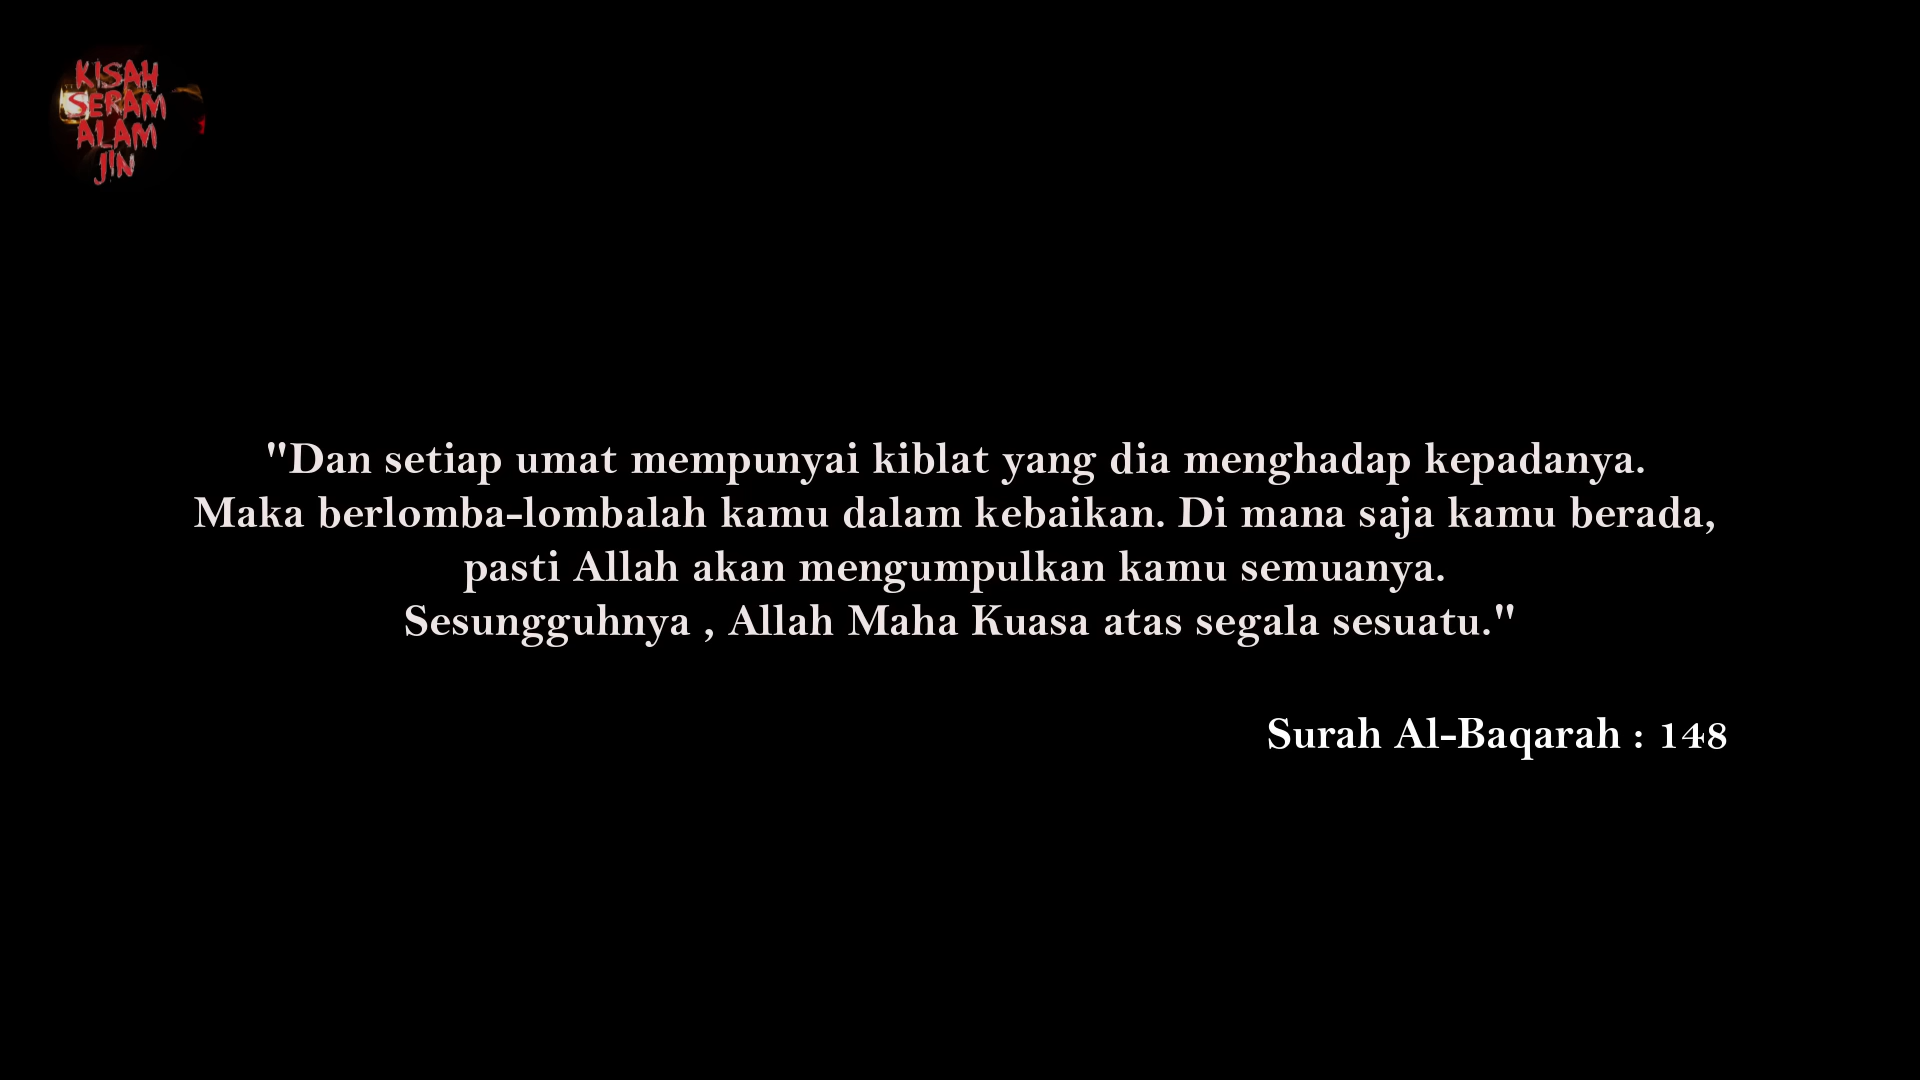 KISAH
SERAM
ALAM
JIN
"Dan setiap umat mempunyai kiblat yang dia menghadap kepadanya.
Maka berlomba-lombalah kamu dalam kebaikan. Di mana saja kamu berada,
pasti Allah akan mengumpulkan kamu semuanya.
Sesungguhnya , Allah Maha Kuasa atas segala sesuatu."
Surah Al-Baqarah : 148